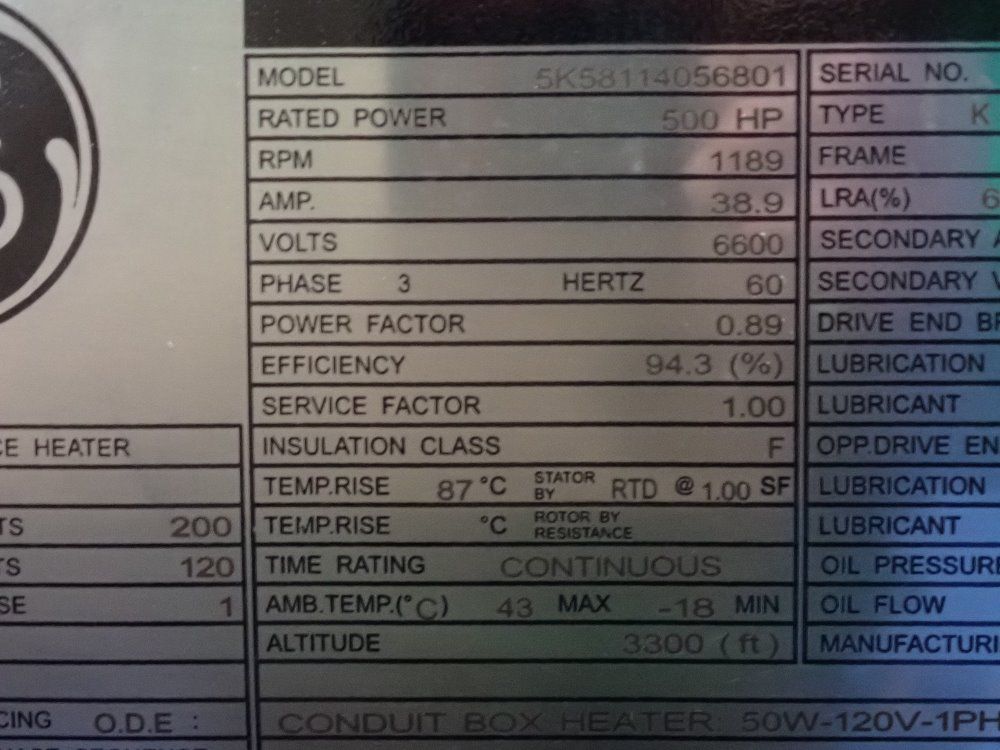 MODEL 5K58114056801
RATED POWER 500 HP
RPM 1189
AMP. 38.9
VOLTS 6600
PHASE 3 HERTZ 60
POWER FACTOR 0.89
EFFICIENCY 94.3 (%)
SERVICE FACTOR 1.00
INSULATION CLASS F
TEMP.RISE 87 °C STATOR BY RTD @ 1.00 SF
TEMP.RISE °C ROTOR BY RESISTANCE
TIME RATING CONTINUOUS
AMB.TEMP.(°C) 43 MAX -18 MIN
ALTITUDE 3300 (ft)
SERIAL NO.
TYPE K
FRAME
LRA(%) 6
SECONDARY A
SECONDARY V
DRIVE END BR
LUBRICATION
LUBRICANT
OPP.DRIVE EN
LUBRICATION
LUBRICANT
OIL PRESSURE
OIL FLOW
MANUFACTURI
CE HEATER
TS 200
TS 120
SE 1
CING O.D.E :
CONDUIT BOX HEATER: 50W-120V-1PH